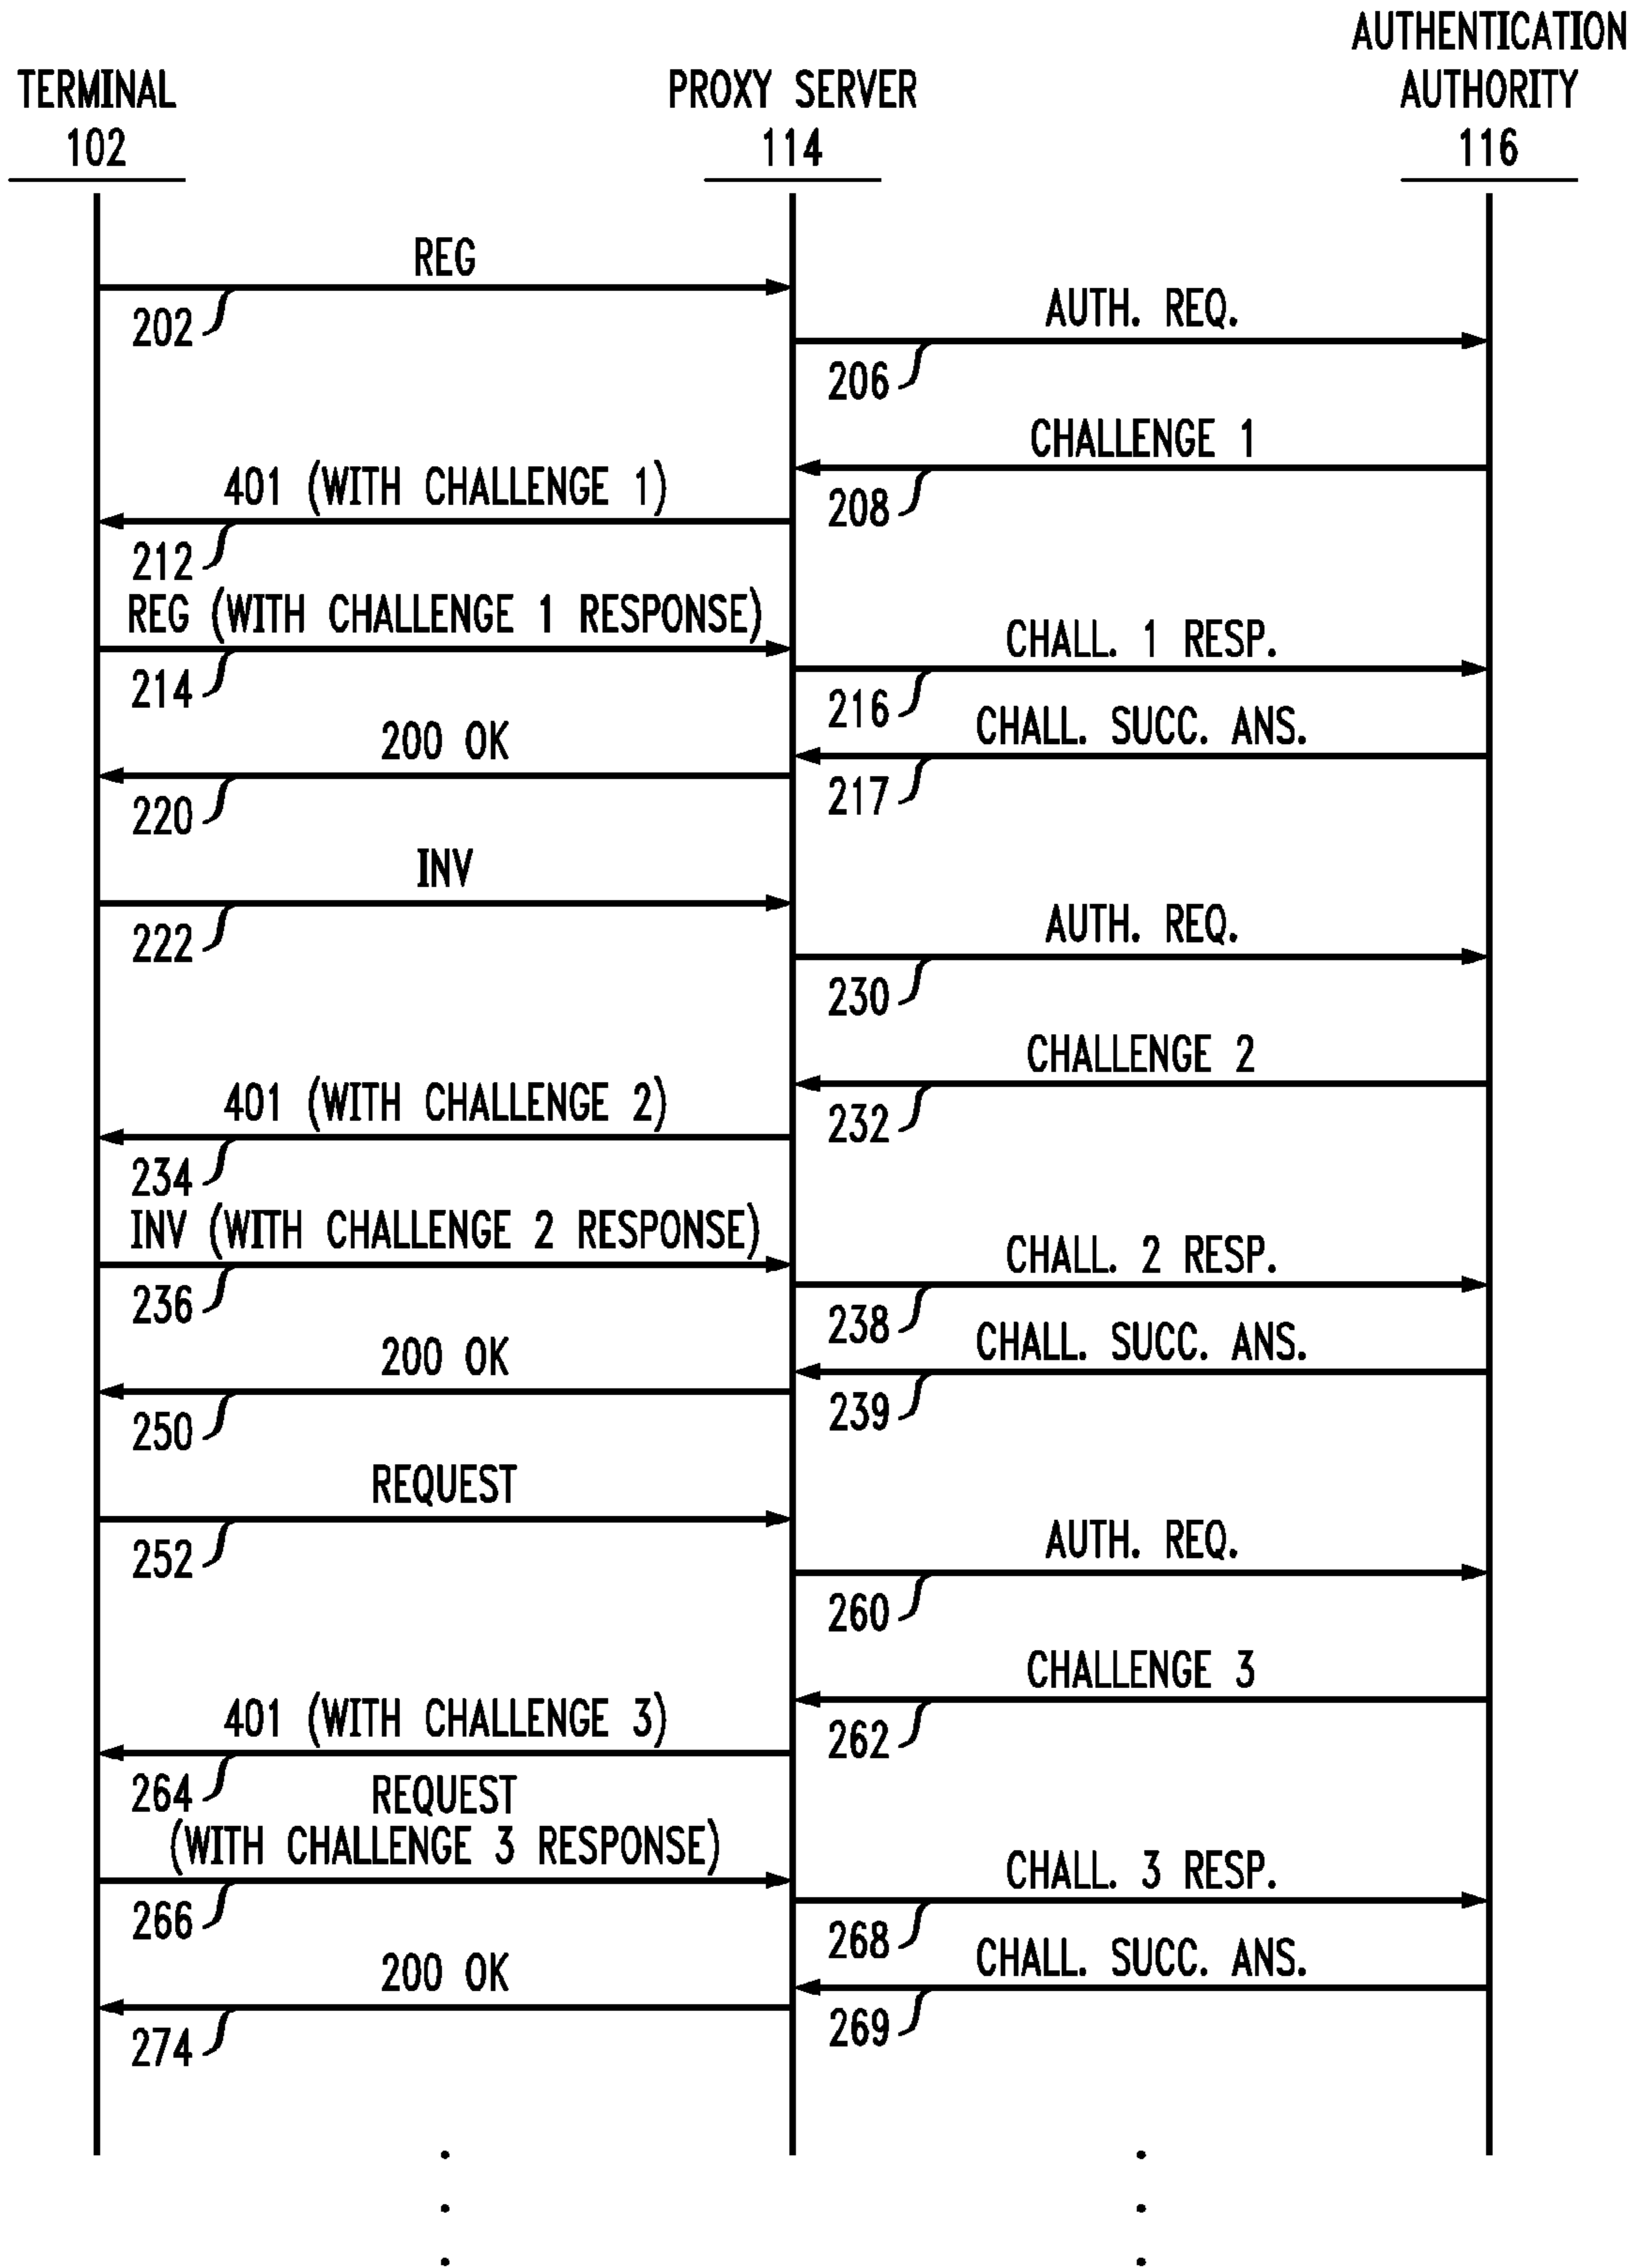 AUTHENTICATION
TERMINAL PROXY SERVER AUTHORITY
102 114 116
REG
202
AUTH. REQ.
206
CHALLENGE 1
208
401 (WITH CHALLENGE 1)
212
REG (WITH CHALLENGE 1 RESPONSE)
214
CHALL. 1 RESP.
216
CHALL. SUCC. ANS.
217
200 OK
220
INV
222
AUTH. REQ.
230
CHALLENGE 2
232
401 (WITH CHALLENGE 2)
234
INV (WITH CHALLENGE 2 RESPONSE)
236
CHALL. 2 RESP.
238
CHALL. SUCC. ANS.
239
200 OK
250
REQUEST
252
AUTH. REQ.
260
CHALLENGE 3
262
401 (WITH CHALLENGE 3)
264
REQUEST
(WITH CHALLENGE 3 RESPONSE)
266
CHALL. 3 RESP.
268
CHALL. SUCC. ANS.
269
200 OK
274